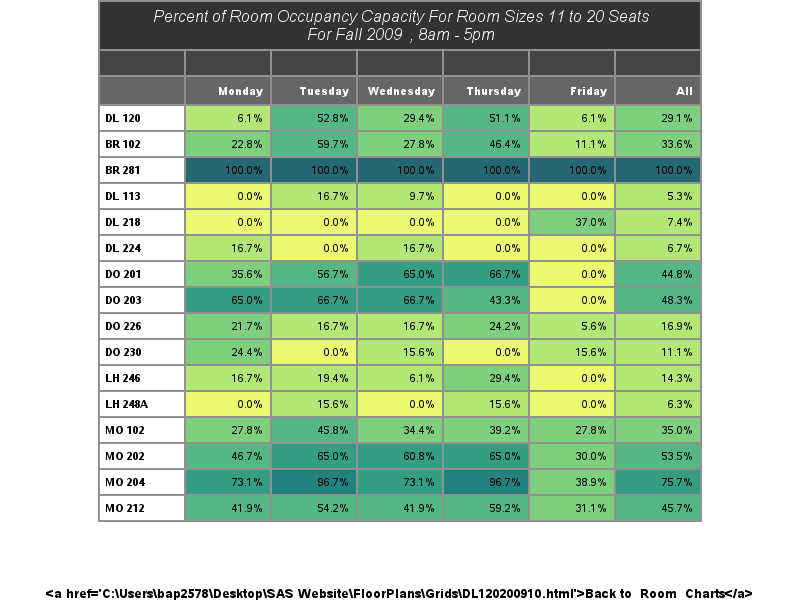 Percent of Room Occupancy Capacity For Room Sizes 11 to 20 Seats
For Fall 2009 , 8am - 5pm
Monday Tuesday Wednesday Thursday Friday All
DL 120 6.1% 52.8% 29.4% 51.1% 6.1% 29.1%
BR 102 22.8% 59.7% 27.8% 46.4% 11.1% 33.6%
BR 281 100.0% 100.0% 100.0% 100.0% 100.0% 100.0%
DL 113 0.0% 16.7% 9.7% 0.0% 0.0% 5.3%
DL 218 0.0% 0.0% 0.0% 0.0% 37.0% 7.4%
DL 224 16.7% 0.0% 16.7% 0.0% 0.0% 6.7%
DO 201 35.6% 56.7% 65.0% 66.7% 0.0% 44.8%
DO 203 65.0% 66.7% 66.7% 43.3% 0.0% 48.3%
DO 226 21.7% 16.7% 16.7% 24.2% 5.6% 16.9%
DO 230 24.4% 0.0% 15.6% 0.0% 15.6% 11.1%
LH 246 16.7% 19.4% 6.1% 29.4% 0.0% 14.3%
LH 248A 0.0% 15.6% 0.0% 15.6% 0.0% 6.3%
MO 102 27.8% 45.8% 34.4% 39.2% 27.8% 35.0%
MO 202 46.7% 65.0% 60.8% 65.0% 30.0% 53.5%
MO 204 73.1% 96.7% 73.1% 96.7% 38.9% 75.7%
MO 212 41.9% 54.2% 41.9% 59.2% 31.1% 45.7%
<a href='C:\Users\bap2578\Desktop\SAS Website\FloorPlans\Grids\DL120200910.html'>Back to Room Charts</a>